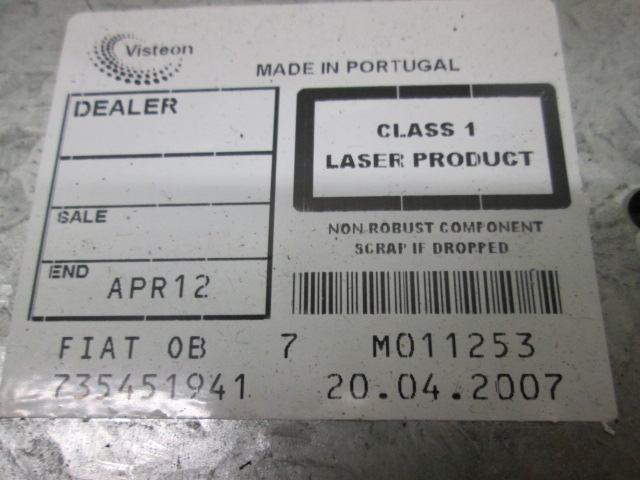 Visteon
MADE IN PORTUGAL
DEALER
SALE
END
APR12
CLASS 1
LASER PRODUCT
NON ROBUST COMPONENT
SCRAP IF DROPPED
FIAT OB 7 M011253
735451941 20.04.2007